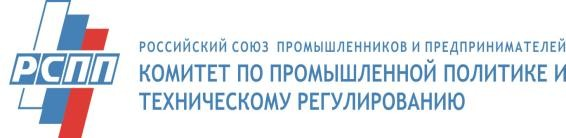 РСПП
РОССИЙСКИЙ СОЮЗ ПРОМЫШЛЕННИКОВ И ПРЕДПРИНИМАТЕЛЕЙ
КОМИТЕТ ПО ПРОМЫШЛЕННОЙ ПОЛИТИКЕ И
ТЕХНИЧЕСКОМУ РЕГУЛИРОВАНИЮ